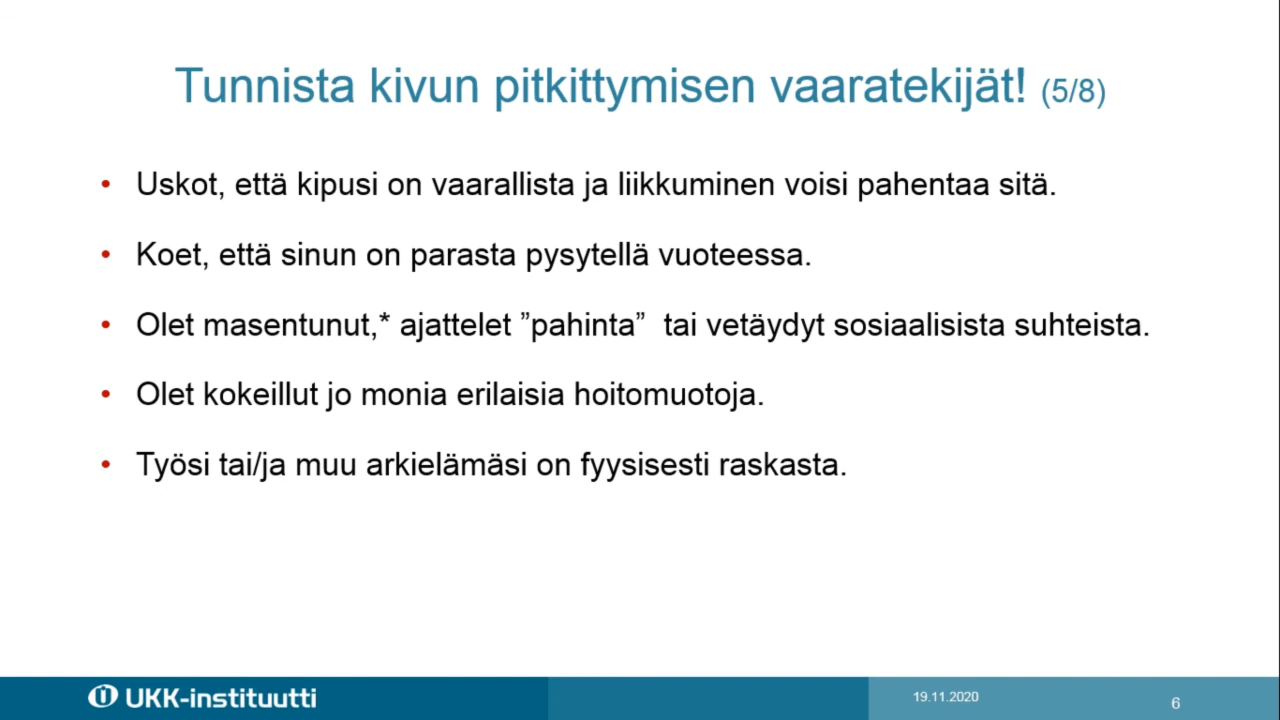 Tunnista kivun pitkittymisen vaaratekijät! (5/8)
• Uskot, että kipusi on vaarallista ja liikkuminen voisi pahentaa sitä.
• Koet, että sinun on parasta pysytellä vuoteessa.
• Olet masentunut,* ajattelet ”pahinta” tai vetäydyt sosiaalisista suhteista.
• Olet kokeillut jo monia erilaisia hoitomuotoja.
• Työsi tai/ja muu arkielämäsi on fyysisesti raskasta.
UKK-instituutti
19.11.2020
6